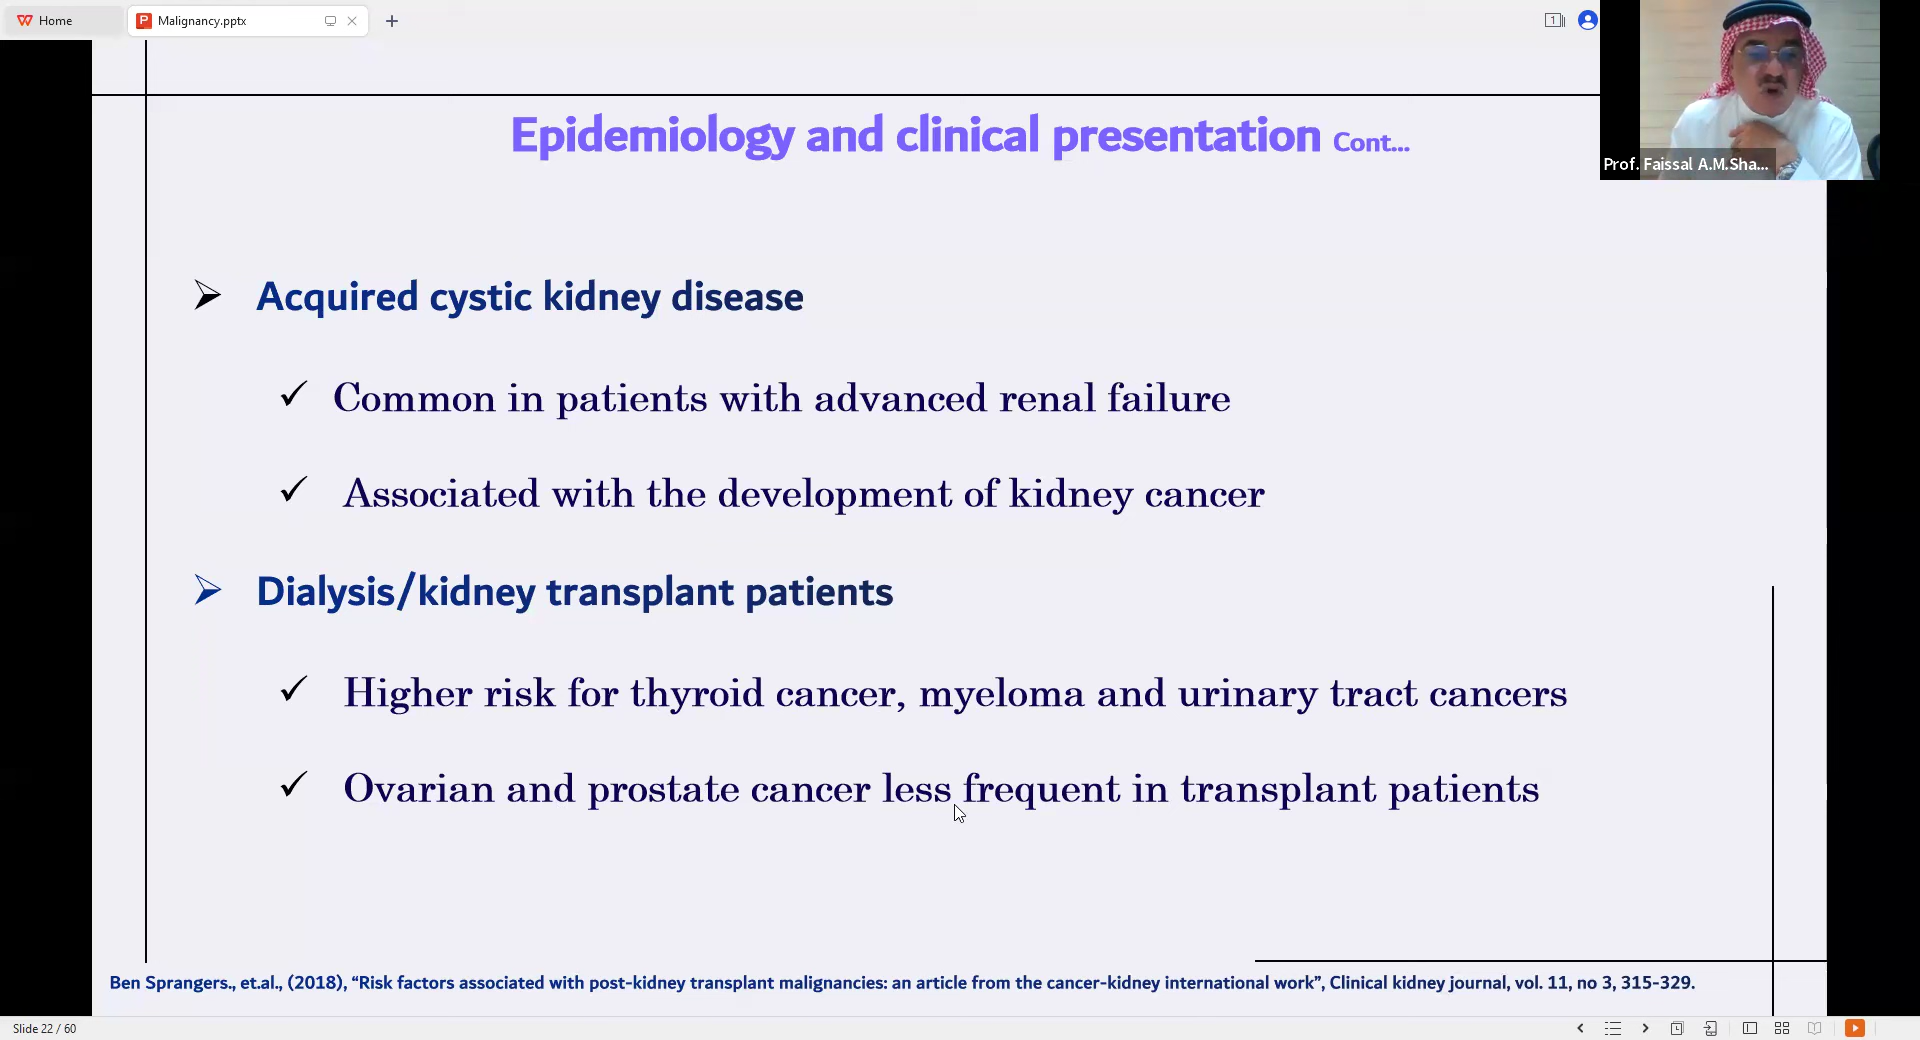 Home
Malignancy.pptx
1
Epidemiology and clinical presentation Cont...
Prof. Faissal A.M.Sha...
Acquired cystic kidney disease
Common in patients with advanced renal failure
Associated with the development of kidney cancer
Dialysis/kidney transplant patients
Higher risk for thyroid cancer, myeloma and urinary tract cancers
Ovarian and prostate cancer less frequent in transplant patients
Ben Sprangers., et.al., (2018), “Risk factors associated with post-kidney transplant malignancies: an article from the cancer-kidney international work”, Clinical kidney journal, vol. 11, no 3, 315-329.
Slide 22 / 60